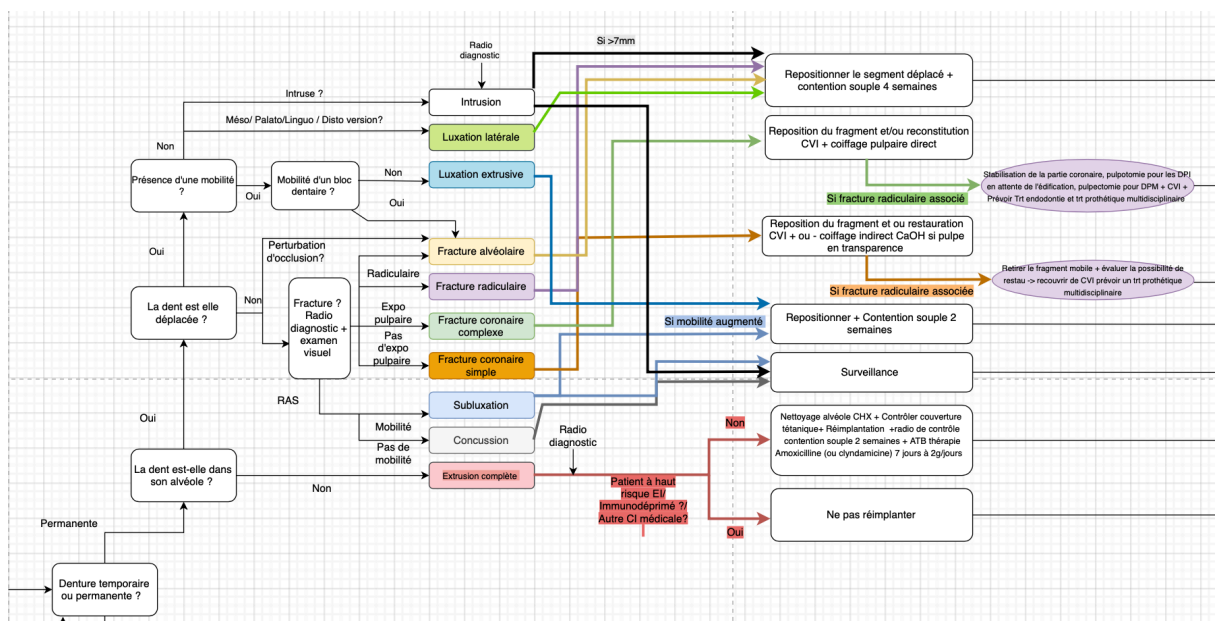 Si >7mm
Radio
diagnostic
Intruse ?
Intrusion
Repositionner le segment déplacé +
contention souple 4 semaines
Méso/ Palato/Linguo / Disto version?
Luxation latérale
Non
Reposition du fragment et/ou reconstitution
CVI + coiffage pulpaire direct
Présence d'une mobilité
?
Oui
Mobilité d'un bloc
dentaire ?
Non
Luxation extrusive
Oui
Si fracture radiculaire associé
Stabilisation de la partie coronaire, pulpotomie pour les DPI
en attente de l'édification, pulpectomie pour DPM + CVI +
Prévoir Trt endodontie et trt prothétique multidisciplinaire
Oui
Perturbation
d'occlusion?
Fracture alvéolaire
Reposition du fragment et ou restauration
CVI + ou - coiffage indirect CaOH si pulpe
en transparence
Radiculaire
Fracture radiculaire
Si fracture radiculaire associée
Retirer le fragment mobile + évaluer la possibilité de
restau -> recouvrir de CVI prévoir un trt prothétique
multidisciplinaire
La dent est elle
déplacée ?
Non
Fracture ?
Radio
diagnostic +
examen
visuel
Expo
pulpaire
Fracture coronaire
complexe
Si mobilité augmenté
Repositionner + Contention souple 2
semaines
Pas
d'expo
pulpaire
Fracture coronaire
simple
Surveillance
RAS
Subluxation
Oui
Mobilité
Concussion
Pas de
mobilité
Radio
diagnostic
Non
Nettoyage alvéole CHX + Contrôler couverture
tétanique+ Réimplantation +radio de contrôle
contention souple 2 semaines + ATB thérapie
Amoxicilline (ou clyndamicine) 7 jours à 2g/jours
La dent est-elle dans
son alvéole ?
Non
Extrusion complète
Patient à haut
risque EI/
Immunodéprimé ?/
Autre CI médicale?
Oui
Ne pas réimplanter
Permanente
Denture temporaire
ou permanente ?